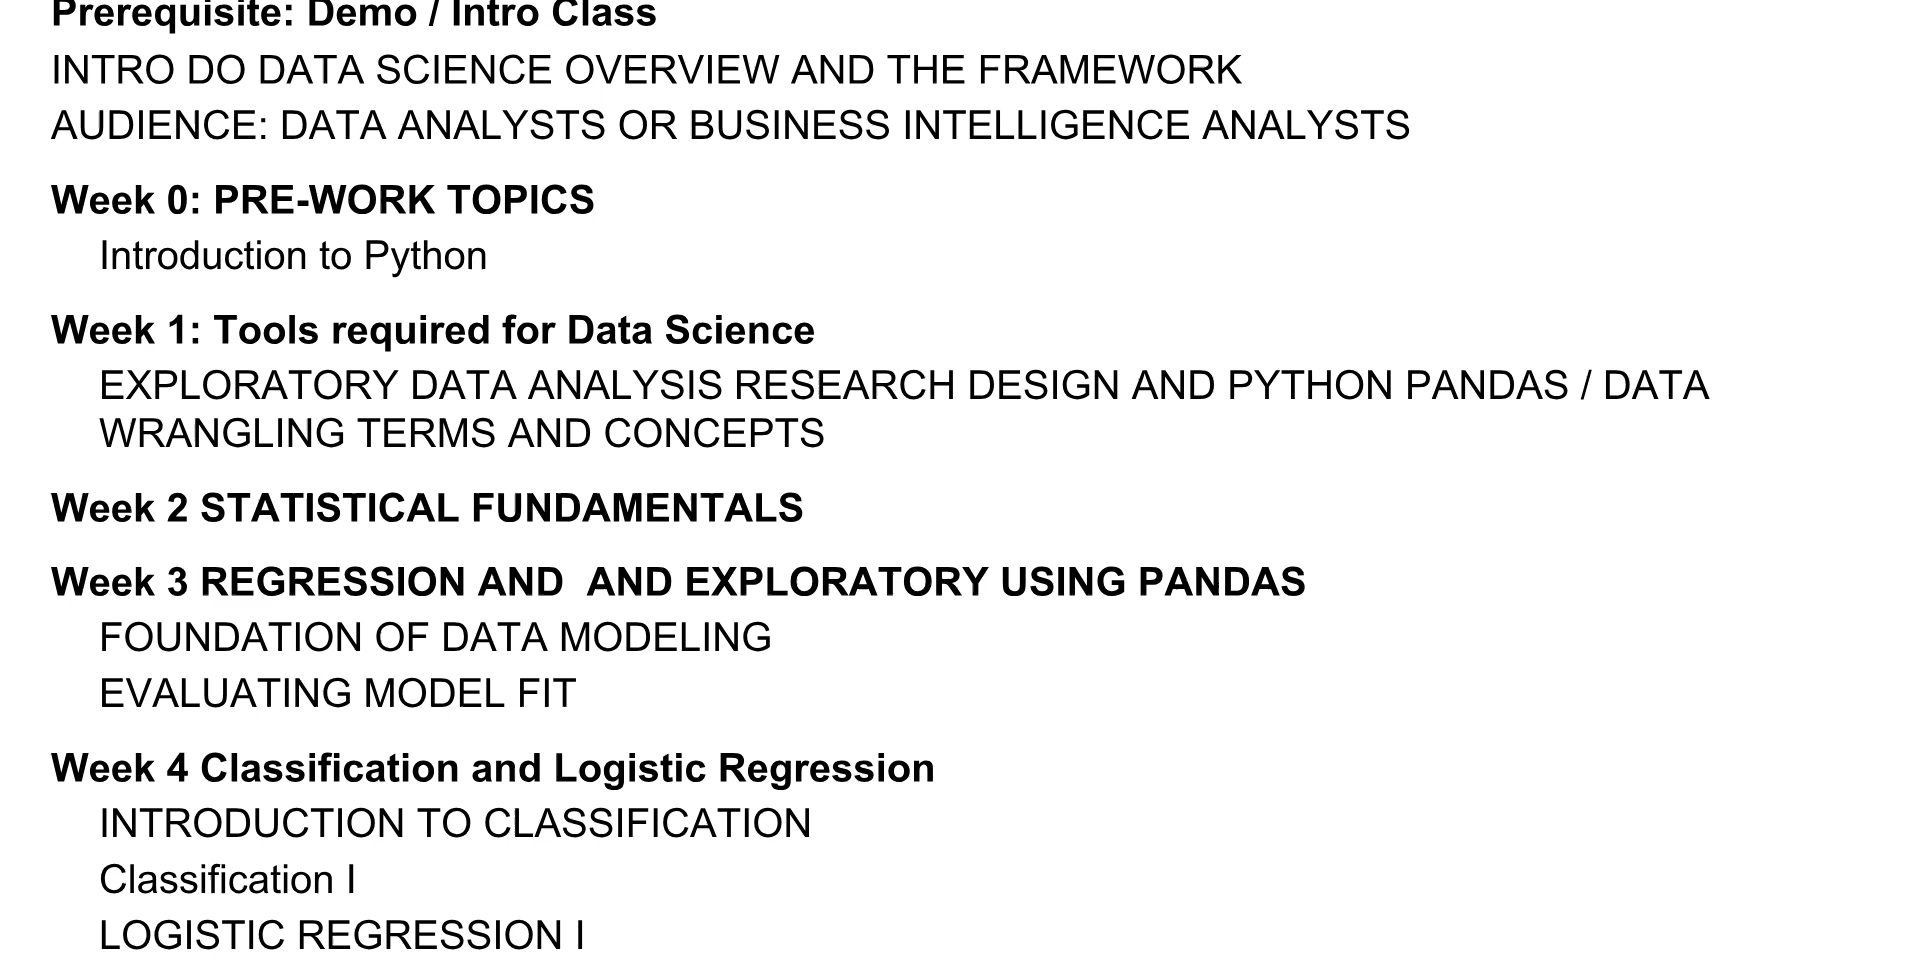 Prerequisite: Demo / Intro Class
INTRO DO DATA SCIENCE OVERVIEW AND THE FRAMEWORK
AUDIENCE: DATA ANALYSTS OR BUSINESS INTELLIGENCE ANALYSTS
Week 0: PRE-WORK TOPICS
Introduction to Python
Week 1: Tools required for Data Science
EXPLORATORY DATA ANALYSIS RESEARCH DESIGN AND PYTHON PANDAS / DATA
WRANGLING TERMS AND CONCEPTS
Week 2 STATISTICAL FUNDAMENTALS
Week 3 REGRESSION AND  AND EXPLORATORY USING PANDAS
FOUNDATION OF DATA MODELING
EVALUATING MODEL FIT
Week 4 Classification and Logistic Regression
INTRODUCTION TO CLASSIFICATION
Classification I
LOGISTIC REGRESSION I